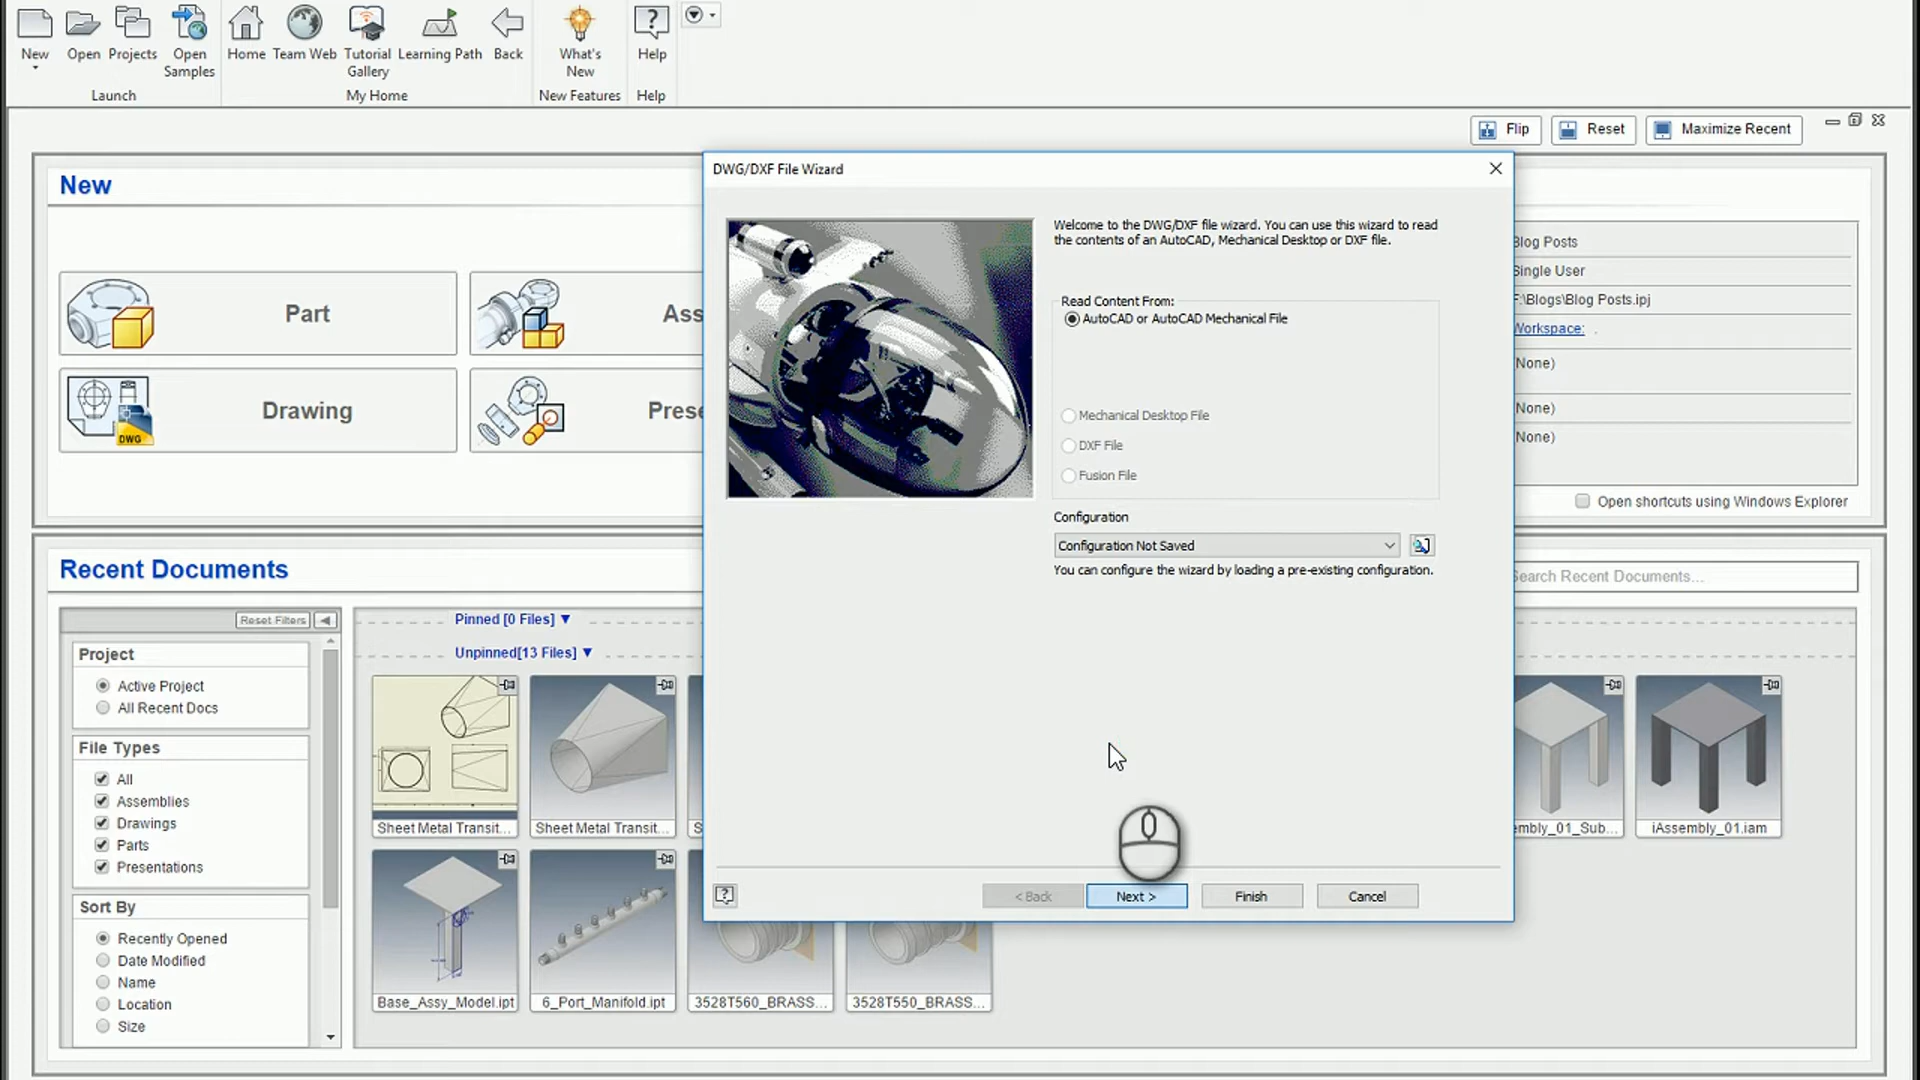 New
Open
Projects
Open
Samples
Home
Team Web
Tutorial
Gallery
Learning Path
Back
What's
New
Help
Launch
My Home
New Features
Help
Flip
Reset
Maximize Recent
New
Part
Ass
Drawing
Prese
DWG
DWG/DXF File Wizard
Welcome to the DWG/DXF file wizard. You can use this wizard to read
the contents of an AutoCAD, Mechanical Desktop or DXF file.
Read Content From:
AutoCAD or AutoCAD Mechanical File
Mechanical Desktop File
DXF File
Fusion File
Configuration
Configuration Not Saved
You can configure the wizard by loading a pre-existing configuration.
< Back
Next >
Finish
Cancel
Blog Posts
Single User
F:\Blogs\Blog Posts.ipj
Workspace: .
(None)
(None)
(None)
Open shortcuts using Windows Explorer
Recent Documents
Search Recent Documents...
Reset Filters
Project
Active Project
All Recent Docs
File Types
All
Assemblies
Drawings
Parts
Presentations
Sort By
Recently Opened
Date Modified
Name
Location
Size
Pinned [0 Files]
Unpinned[13 Files]
Sheet Metal Transit...
Sheet Metal Transit...
S
embly_01_Sub...
iAssembly_01.iam
Base_Assy_Model.ipt
6_Port_Manifold.ipt
3528T560_BRASS...
3528T550_BRASS...